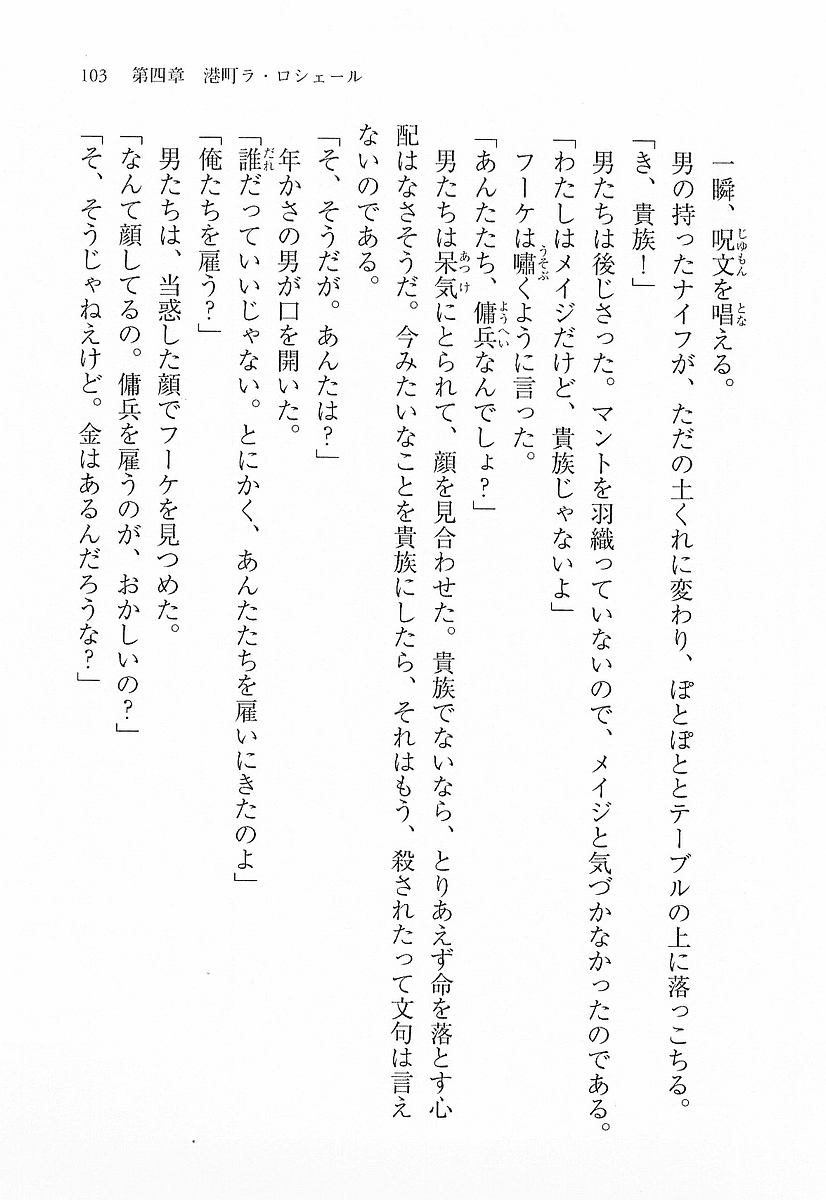 103 第四章 港町ラ・ロシェール
一瞬、呪文を唱える。
男の持ったナイフが、ただの土くれに変わり、ぽとぽととテーブルの上に落っこちる。
「き、貴族！」
男たちは後じさった。マントを羽織っていないので、メイジと気づかなかったのである。
「わたしはメイジだけど、貴族じゃないよ」
フーケは嘯くように言った。
「あんたたち、傭兵なんでしょ？」
男たちは呆気にとられて、顔を見合わせた。貴族でないなら、とりあえず命を落とす心
配はなさそうだ。今みたいなことを貴族にしたら、それはもう、殺されたって文句は言え
ないのである。
「そ、そうだが。あんたは？」
年かさの男が口を開いた。
「誰だっていいじゃない。とにかく、あんたたちを雇いにきたのよ」
「俺たちを雇う？」
男たちは、当惑した顔でフーケを見つめた。
「なんて顔してるの。傭兵を雇うのが、おかしいの？」
「そ、そうじゃねえけど。金はあるんだろうな？」